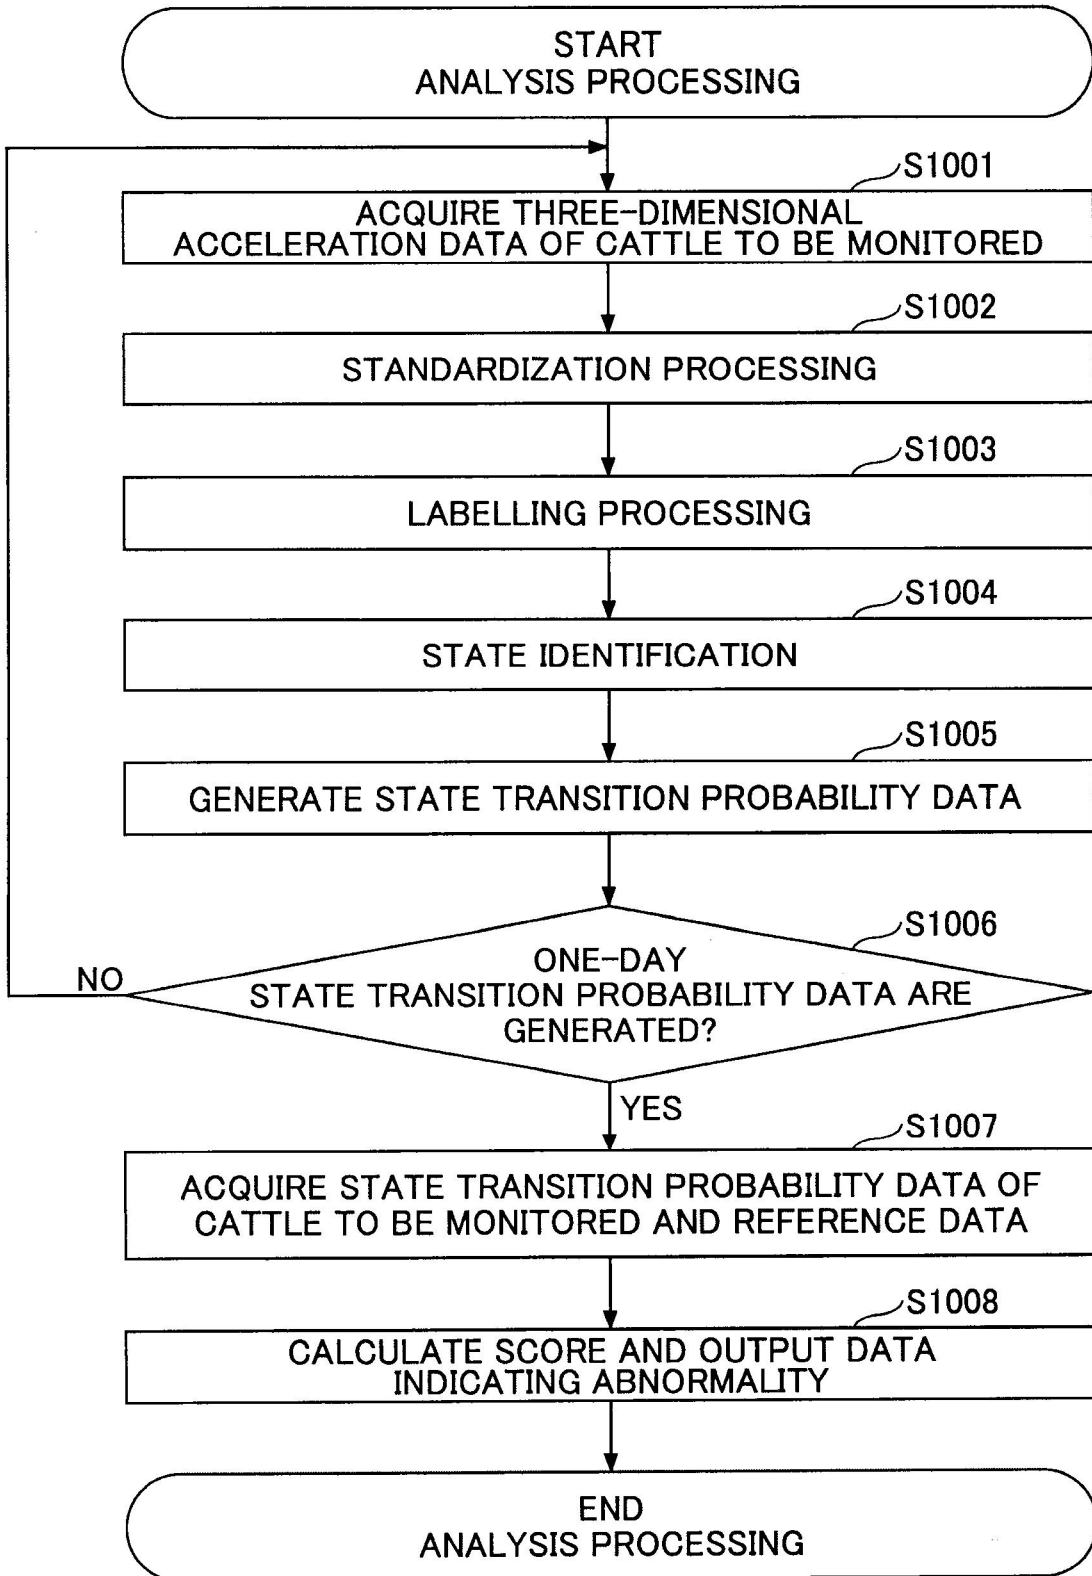 START
ANALYSIS PROCESSING
S1001
ACQUIRE THREE-DIMENSIONAL
ACCELERATION DATA OF CATTLE TO BE MONITORED
S1002
STANDARDIZATION PROCESSING
S1003
LABELLING PROCESSING
S1004
STATE IDENTIFICATION
S1005
GENERATE STATE TRANSITION PROBABILITY DATA
S1006
ONE-DAY
STATE TRANSITION PROBABILITY DATA ARE
GENERATED?
NO
YES
S1007
ACQUIRE STATE TRANSITION PROBABILITY DATA OF
CATTLE TO BE MONITORED AND REFERENCE DATA
S1008
CALCULATE SCORE AND OUTPUT DATA
INDICATING ABNORMALITY
END
ANALYSIS PROCESSING